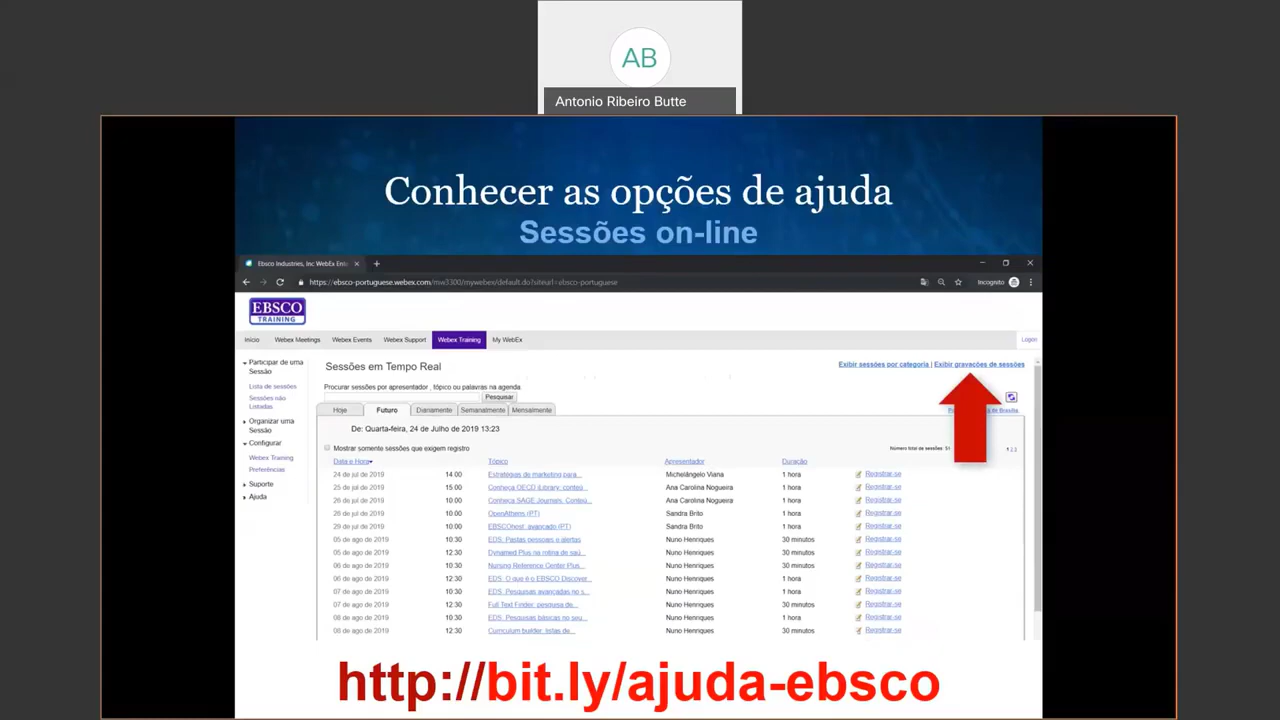 AB
Antonio Ribeiro Butte
Conhecer as opções de ajuda
Sessões on-line
Ebsco Industries, Inc WebEx Ente
https://ebsco-portuguese.webex.com/mw3300/mywebex/default.do?siteurl=ebsco-portuguese
Incognito
EBSCO
TRAINING
Início Webex Meetings Webex Events Webex Support Webex Training My WebEx Logon
Participar de uma Sessão
Lista de sessões
Sessões não Listadas
Organizar uma Sessão
Configurar
Webex Training
Preferências
Suporte
Ajuda
Sessões em Tempo Real
Exibir sessões por categoria | Exibir gravações de sessões
Procurar sessões por apresentador , tópico ou palavras na agenda
Pesquisar
Hoje Futuro Diariamente Semanalmente Mensalmente
De: Quarta-feira, 24 de Julho de 2019 13:23
Mostrar somente sessões que exigem registro
Número total de sessões: 51
Data e Hora Tópico Apresentador Duração
24 de jul de 2019 14:00 Estratégias de marketing para... Michelângelo Viana 1 hora Registrar-se
25 de jul de 2019 15:00 Conheça OECD iLibrary: conteú... Ana Carolina Nogueira 1 hora Registrar-se
26 de jul de 2019 10:00 Conheça SAGE Journals: Conteú... Ana Carolina Nogueira 1 hora Registrar-se
26 de jul de 2019 10:00 OpenAthens (PT) Sandra Brito 1 hora Registrar-se
29 de jul de 2019 10:00 EBSCOhost: avançado (PT) Sandra Brito 1 hora Registrar-se
05 de ago de 2019 10:30 EDS: Pastas pessoais e alertas Nuno Henriques 30 minutos Registrar-se
05 de ago de 2019 12:30 Dynamed Plus na rotina de saú... Nuno Henriques 30 minutos Registrar-se
06 de ago de 2019 10:30 Nursing Reference Center Plus... Nuno Henriques 30 minutos Registrar-se
06 de ago de 2019 12:30 EDS: O que é o EBSCO Discover... Nuno Henriques 1 hora Registrar-se
07 de ago de 2019 10:30 EDS: Pesquisas avançadas no s... Nuno Henriques 1 hora Registrar-se
07 de ago de 2019 12:30 Full Text Finder: pesquisa de... Nuno Henriques 30 minutos Registrar-se
08 de ago de 2019 10:30 EDS: Pesquisas básicas no seu... Nuno Henriques 1 hora Registrar-se
08 de ago de 2019 12:30 Curriculum builder: listas de... Nuno Henriques 30 minutos Registrar-se
http://bit.ly/ajuda-ebsco